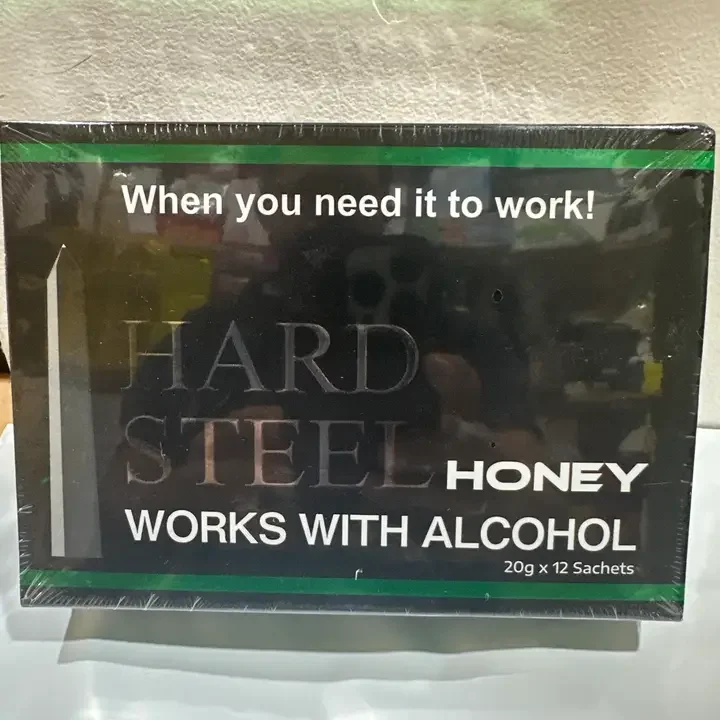 When you need it to work!
HARD
STEEL HONEY
WORKS WITH ALCOHOL
20g x 12 Sachets